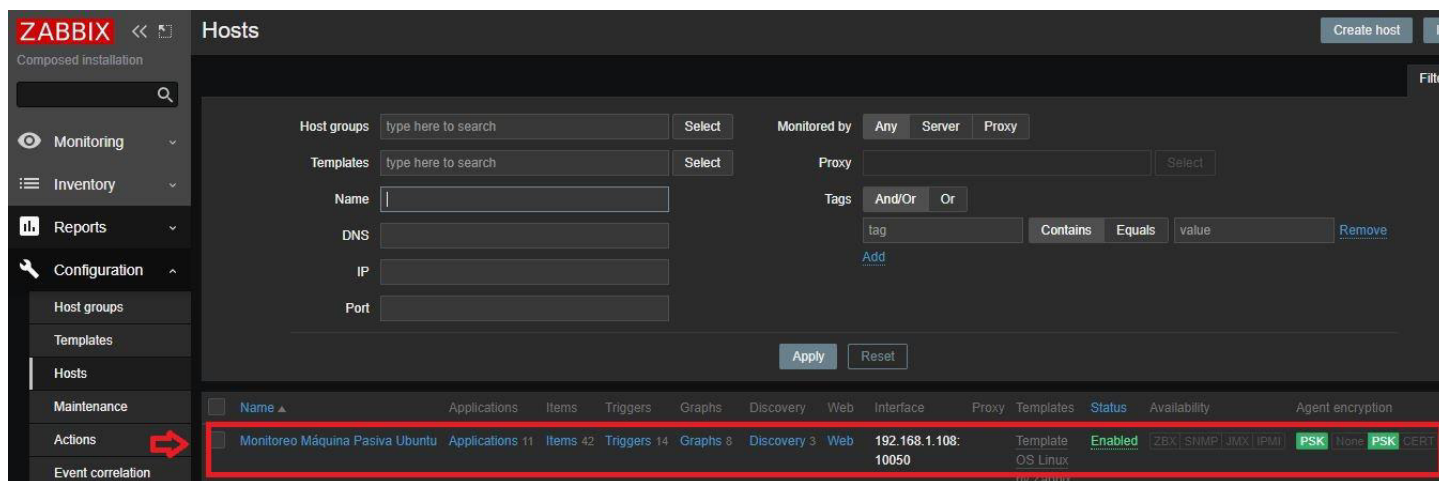 ZABBIX
Hosts
Create host
Composed installation
Host groups type here to search Select Monitored by Any Server Proxy
Monitoring
Templates type here to search Select Proxy Select
Inventory
Name Tags And/Or Or
Reports
DNS tag Contains Equals value Remove
Add
Configuration
IP
Host groups
Port
Templates
Apply Reset
Hosts
Maintenance
Name Applications Items Triggers Graphs Discovery Web Interface Proxy Templates Status Availability Agent encryption
Actions
Monitoreo Máquina Pasiva Ubuntu Applications 11 Items 42 Triggers 14 Graphs 8 Discovery 3 Web 192.168.1.108: Template Enabled ZBX SNMP JMX IPMI PSK None PSK CERT
10050 OS Linux
Event correlation
by Zabbix